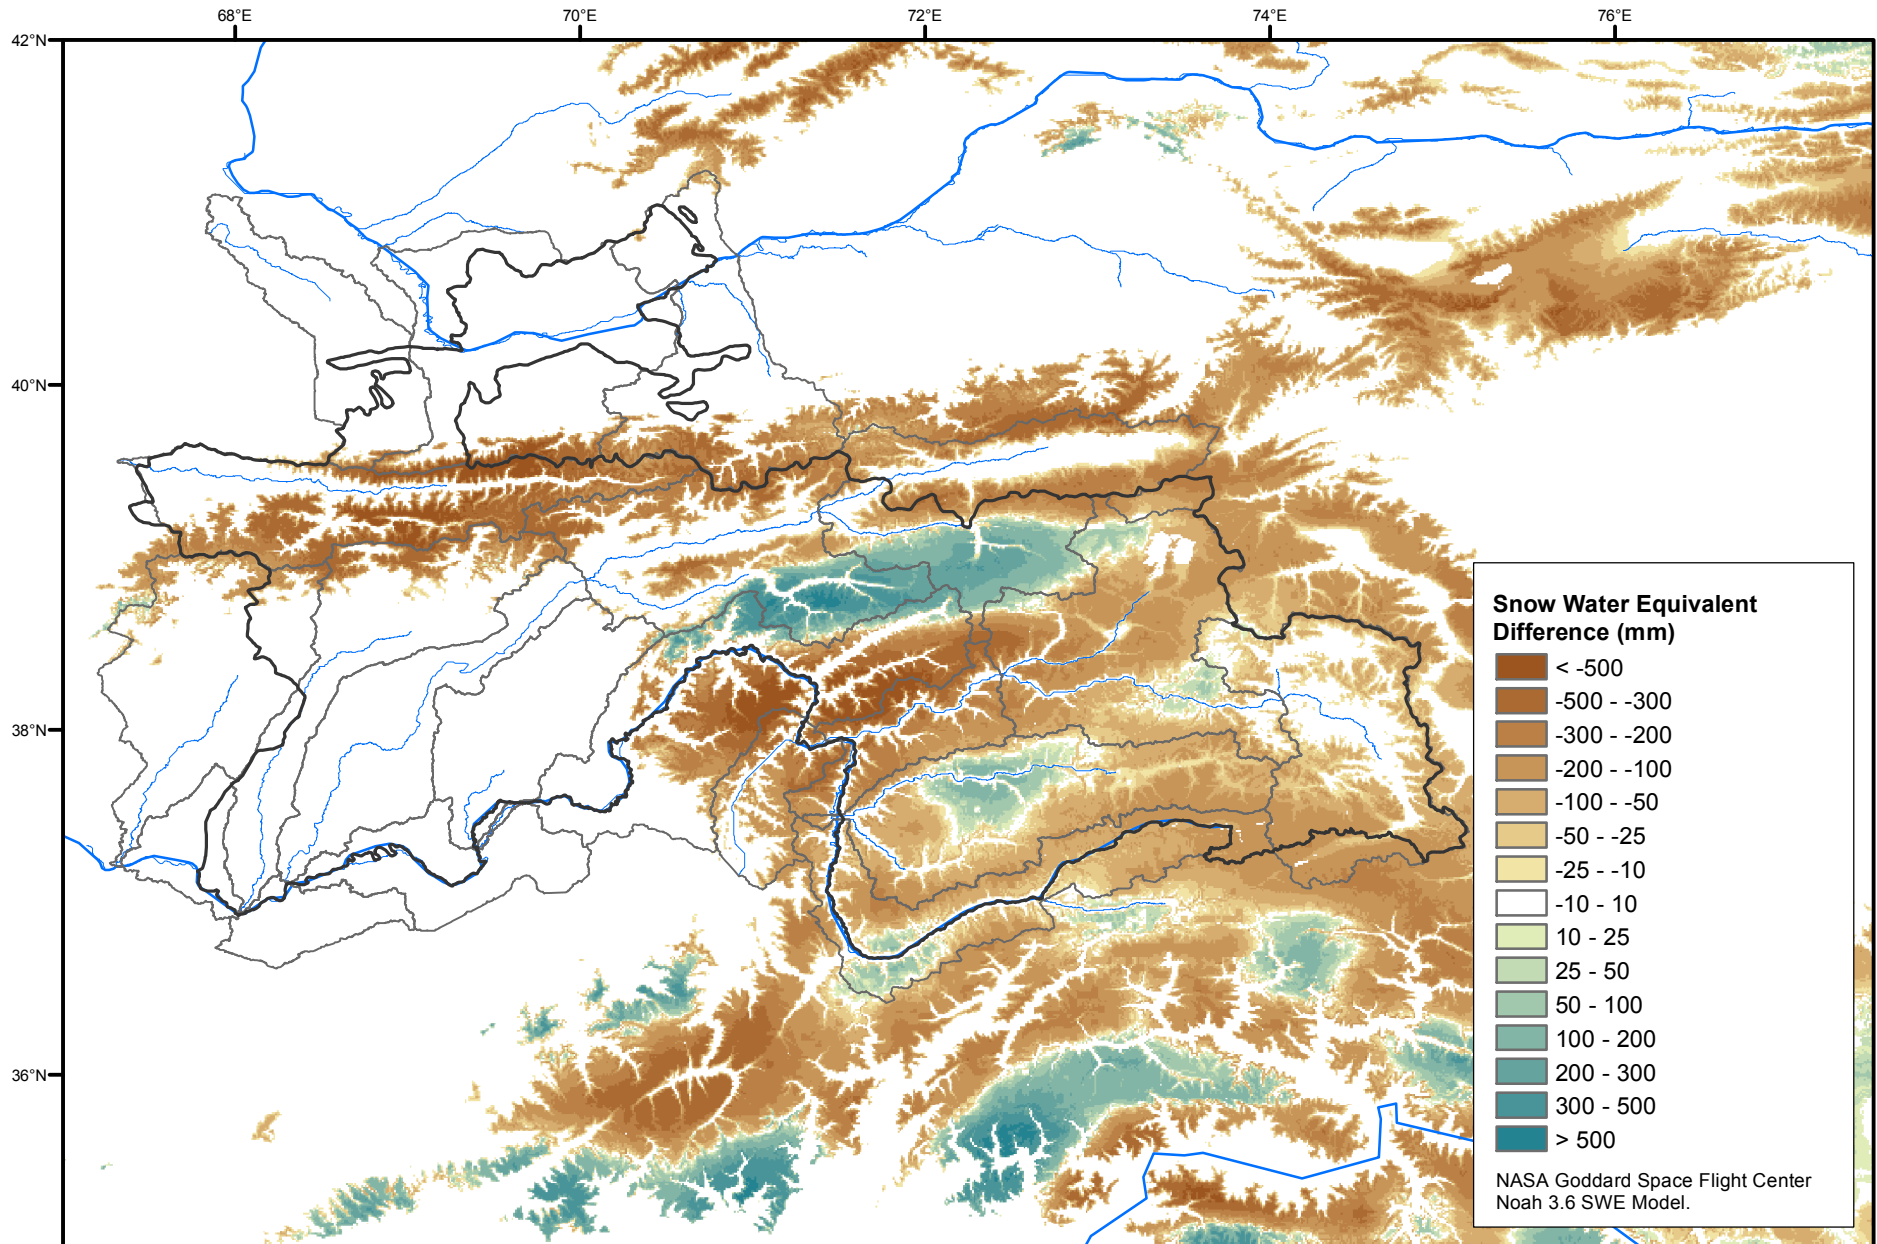 68°E
70°E
72°E
74°E
76°E
42°N
40°N
38°N
36°N
Snow Water Equivalent
Difference (mm)
< -500
-500 - -300
-300 - -200
-200 - -100
-100 - -50
-50 - -25
-25 - -10
-10 - 10
10 - 25
25 - 50
50 - 100
100 - 200
200 - 300
300 - 500
> 500
NASA Goddard Space Flight Center
Noah 3.6 SWE Model.